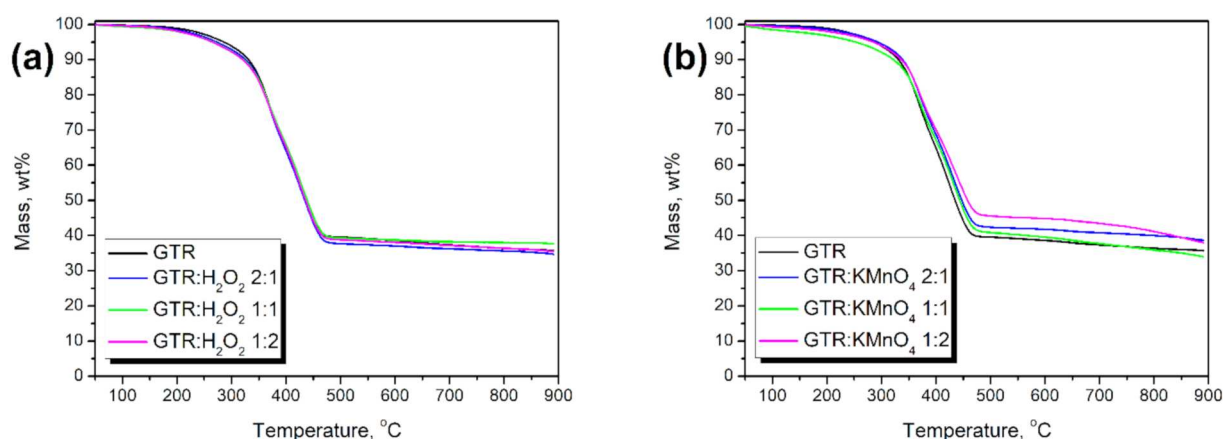 (a)
Mass, wt%
100
90
80
70
60
50
40
30
20
10
0
GTR
GTR:H₂O₂ 2:1
GTR:H₂O₂ 1:1
GTR:H₂O₂ 1:2
100 200 300 400 500 600 700 800 900
Temperature, °C
(b)
Mass, wt%
100
90
80
70
60
50
40
30
20
10
0
GTR
GTR:KMnO₄ 2:1
GTR:KMnO₄ 1:1
GTR:KMnO₄ 1:2
100 200 300 400 500 600 700 800 900
Temperature, °C